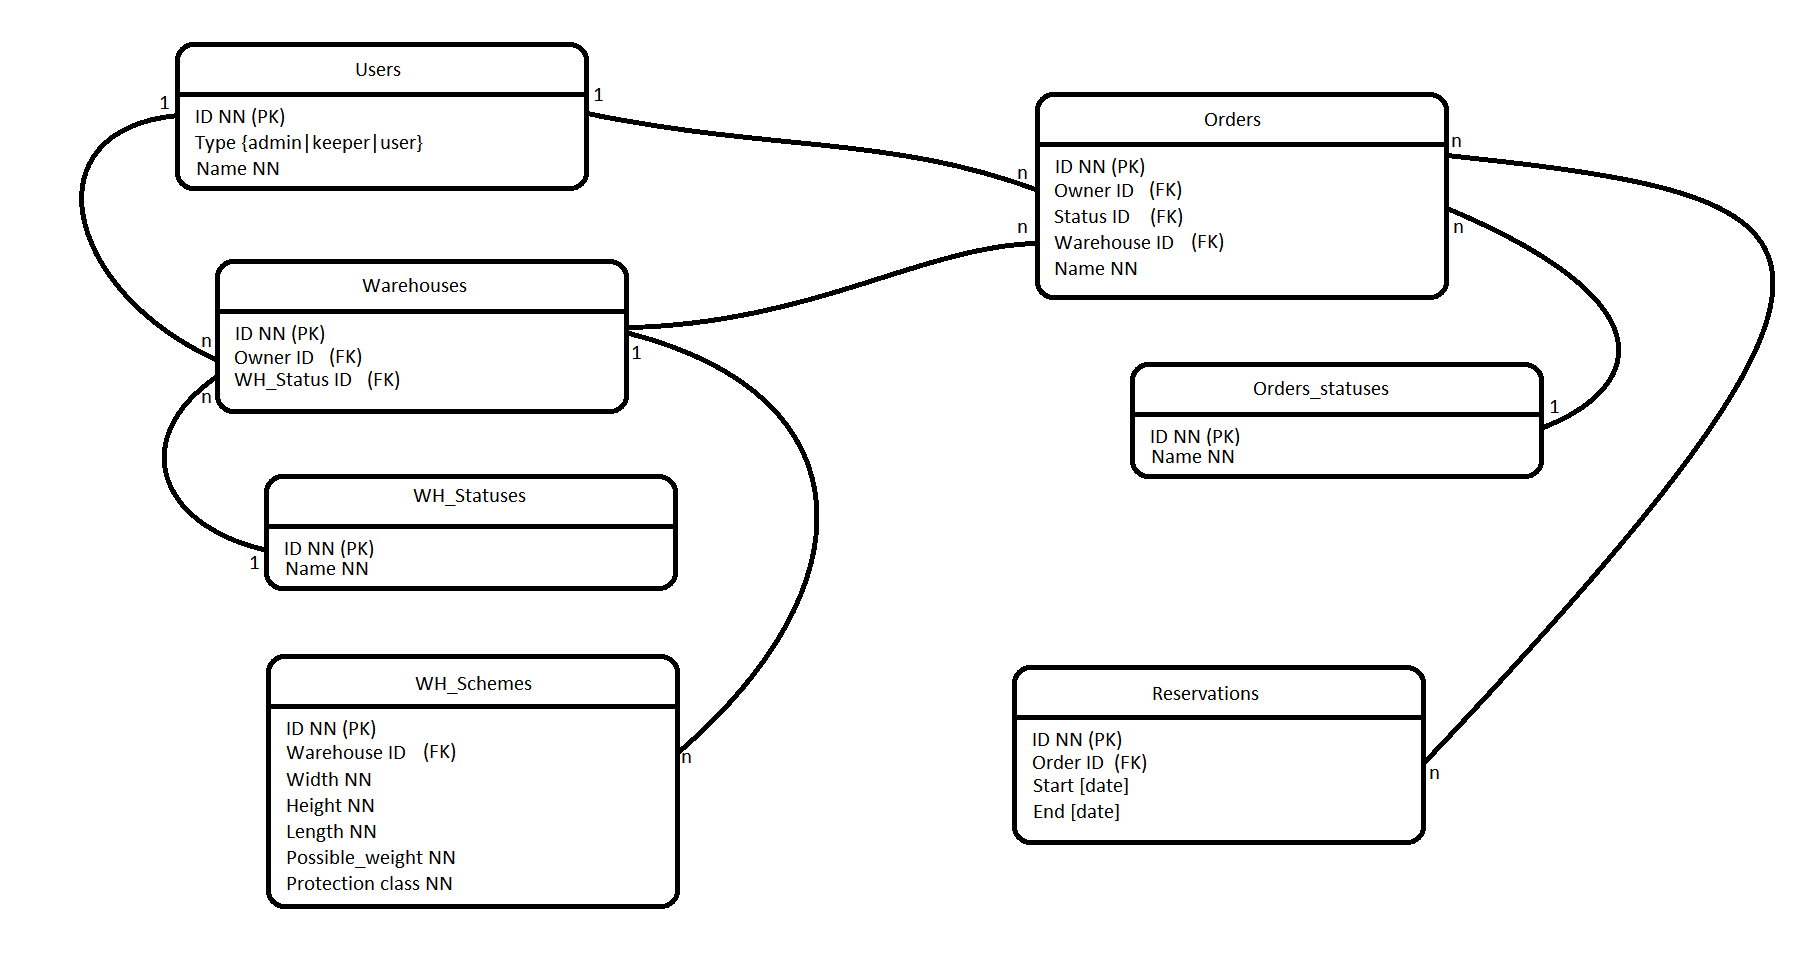 Users
1
1
ID NN (PK)
Type {admin|keeper|user}
Name NN
Orders
n
n
n
n
ID NN (PK)
Owner ID (FK)
Status ID (FK)
Warehouse ID (FK)
Name NN
Warehouses
n
n
1
ID NN (PK)
Owner ID (FK)
WH_Status ID (FK)
Orders_statuses
1
ID NN (PK)
Name NN
WH_Statuses
1
ID NN (PK)
Name NN
WH_Schemes
n
ID NN (PK)
Warehouse ID (FK)
Width NN
Height NN
Length NN
Possible_weight NN
Protection class NN
Reservations
n
ID NN (PK)
Order ID (FK)
Start [date]
End [date]